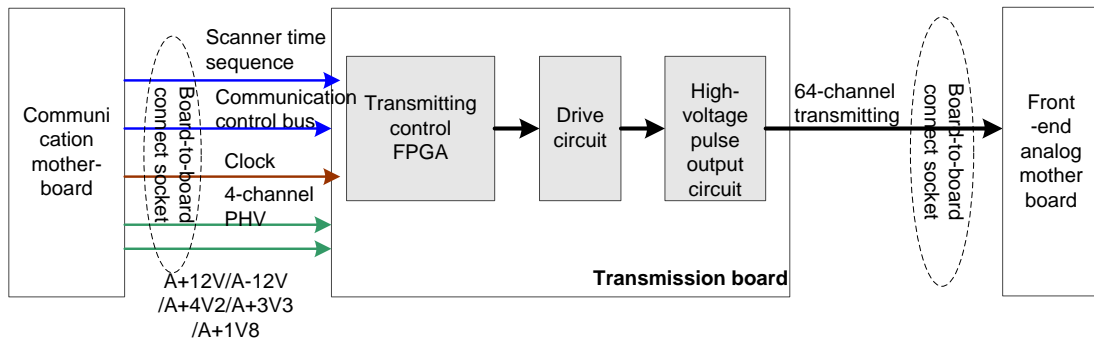 Communi
cation
mother-
board
Scanner time
sequence
Communication
control bus
Clock
4-channel
PHV
Board-to-board
connect socket
A+12V/A-12V
/A+4V2/A+3V3
/A+1V8
Transmitting
control
FPGA
Drive
circuit
High-
voltage
pulse
output
circuit
Transmission board
64-channel
transmitting
Board-to-board
connect socket
Front
-end
analog
mother
board